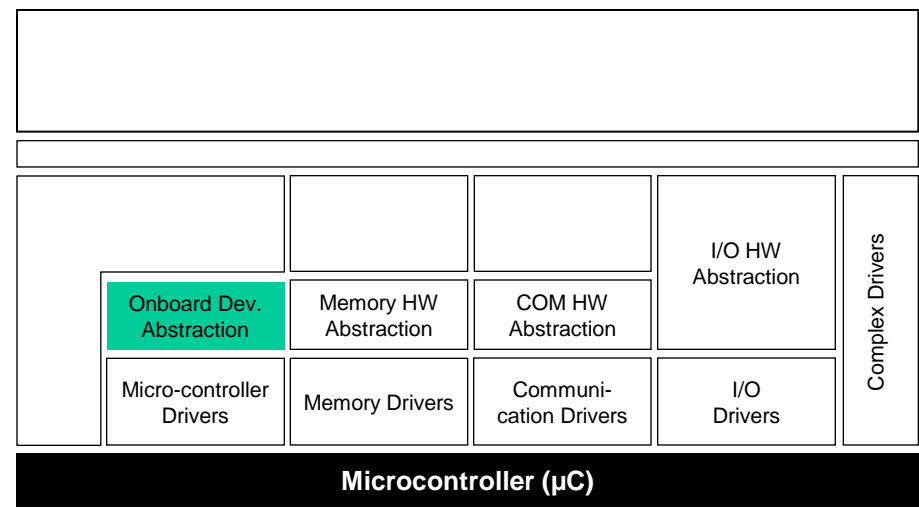 I/O HW
Abstraction
Complex Drivers
Onboard Dev.
Abstraction
Memory HW
Abstraction
COM HW
Abstraction
Micro-controller
Drivers
Memory Drivers
Communi-
cation Drivers
I/O
Drivers
Microcontroller (µC)